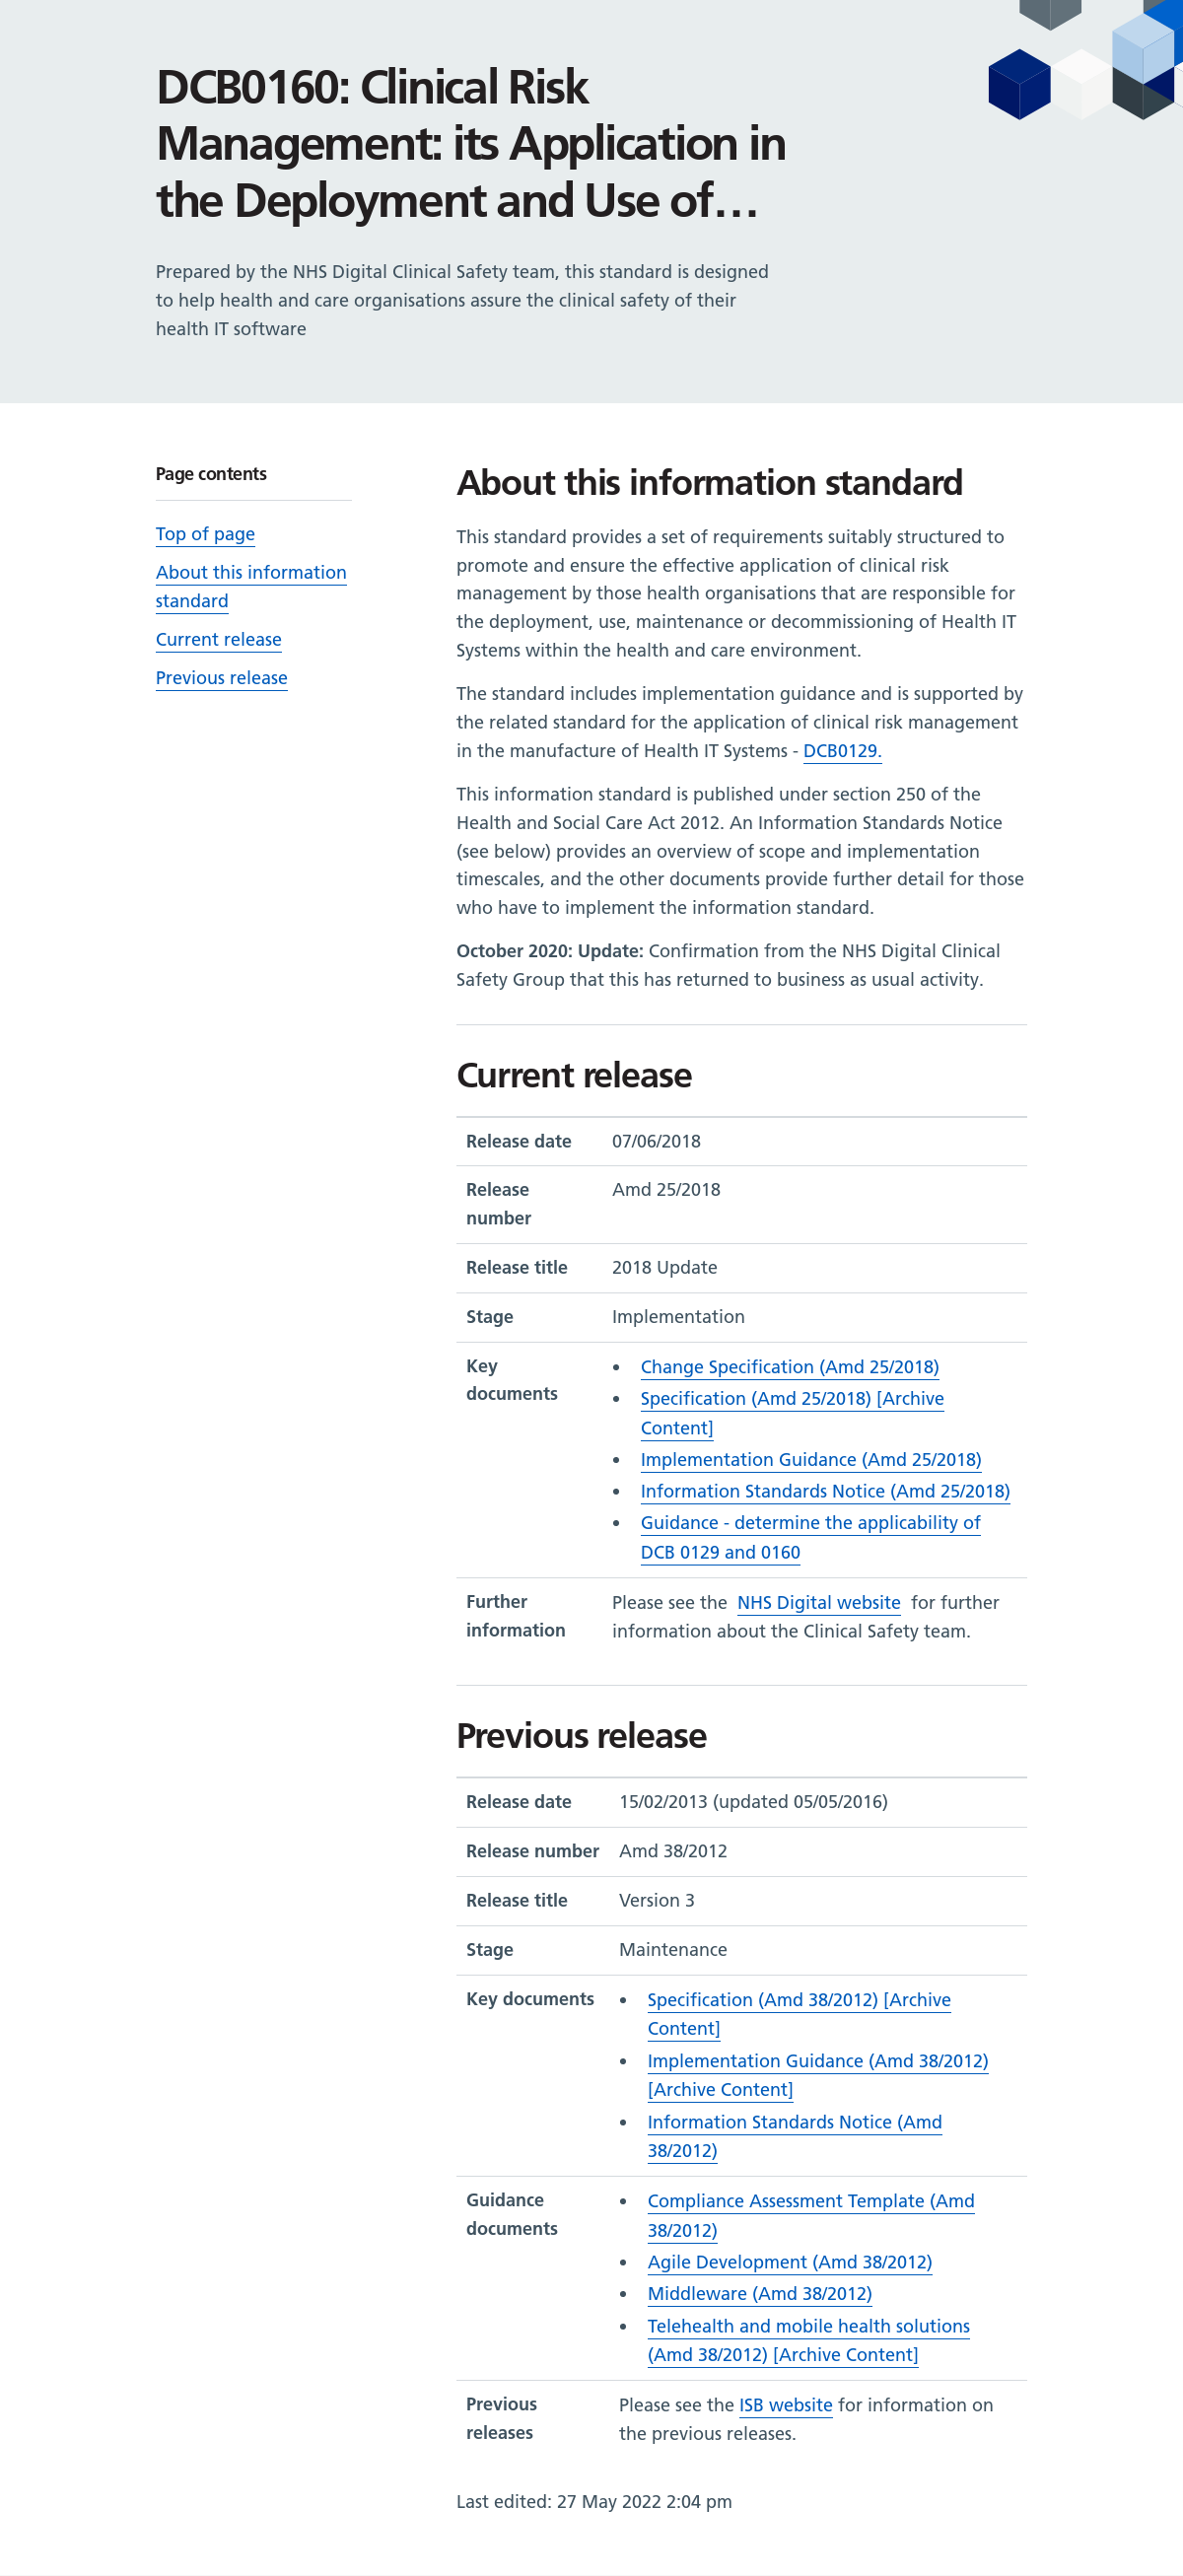 DCB0160: Clinical Risk
Management: its Application in
the Deployment and Use of…
Prepared by the NHS Digital Clinical Safety team, this standard is designed
to help health and care organisations assure the clinical safety of their
health IT software
Page contents
Top of page
About this information
standard
Current release
Previous release
About this information standard
This standard provides a set of requirements suitably structured to
promote and ensure the effective application of clinical risk
management by those health organisations that are responsible for
the deployment, use, maintenance or decommissioning of Health IT
Systems within the health and care environment.
The standard includes implementation guidance and is supported by
the related standard for the application of clinical risk management
in the manufacture of Health IT Systems - DCB0129.
This information standard is published under section 250 of the
Health and Social Care Act 2012. An Information Standards Notice
(see below) provides an overview of scope and implementation
timescales, and the other documents provide further detail for those
who have to implement the information standard.
October 2020: Update: Confirmation from the NHS Digital Clinical
Safety Group that this has returned to business as usual activity.
Current release
Release date 07/06/2018
Release Amd 25/2018
number
Release title 2018 Update
Stage Implementation
Key • Change Specification (Amd 25/2018)
documents • Specification (Amd 25/2018) [Archive
Content]
• Implementation Guidance (Amd 25/2018)
• Information Standards Notice (Amd 25/2018)
• Guidance - determine the applicability of
DCB 0129 and 0160
Further Please see the NHS Digital website for further
information information about the Clinical Safety team.
Previous release
Release date 15/02/2013 (updated 05/05/2016)
Release number Amd 38/2012
Release title Version 3
Stage Maintenance
Key documents • Specification (Amd 38/2012) [Archive
Content]
• Implementation Guidance (Amd 38/2012)
[Archive Content]
• Information Standards Notice (Amd
38/2012)
Guidance • Compliance Assessment Template (Amd
documents 38/2012)
• Agile Development (Amd 38/2012)
• Middleware (Amd 38/2012)
• Telehealth and mobile health solutions
(Amd 38/2012) [Archive Content]
Previous Please see the ISB website for information on
releases the previous releases.
Last edited: 27 May 2022 2:04 pm